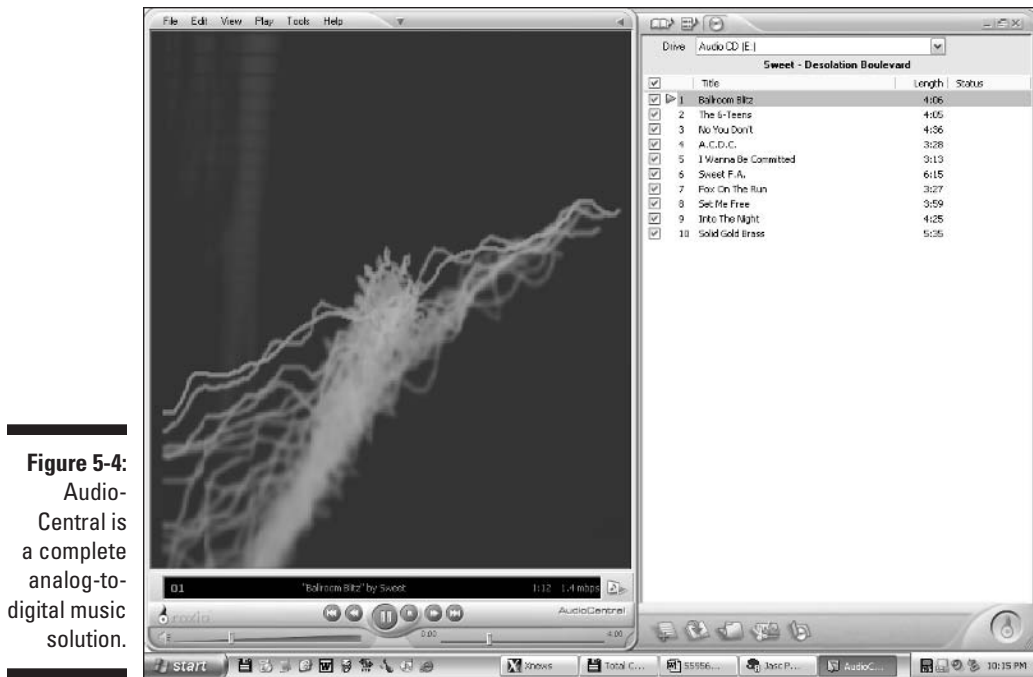 File Edit View Play Tools Help
Drive Audio CD (E:)
Sweet - Desolation Boulevard
Title Length Status
1 Ballroom Blitz 4:06
2 The 6-Teens 4:05
3 No You Don't 4:36
4 A.C.D.C. 3:28
5 I Wanna Be Committed 3:13
6 Sweet F.A. 6:15
7 Fox On The Run 3:27
8 Set Me Free 3:59
9 Into The Night 4:25
10 Solid Gold Brass 5:35
Figure 5-4:
Audio-
Central is
a complete
analog-to-
digital music
solution.
01 "Ballroom Blitz" by Sweet 1:12 1.4 mbps
roxio AudioCentral
0:00 4:00
start Xnews Total C... 55956... Jasc P... AudioC... 10:15 PM